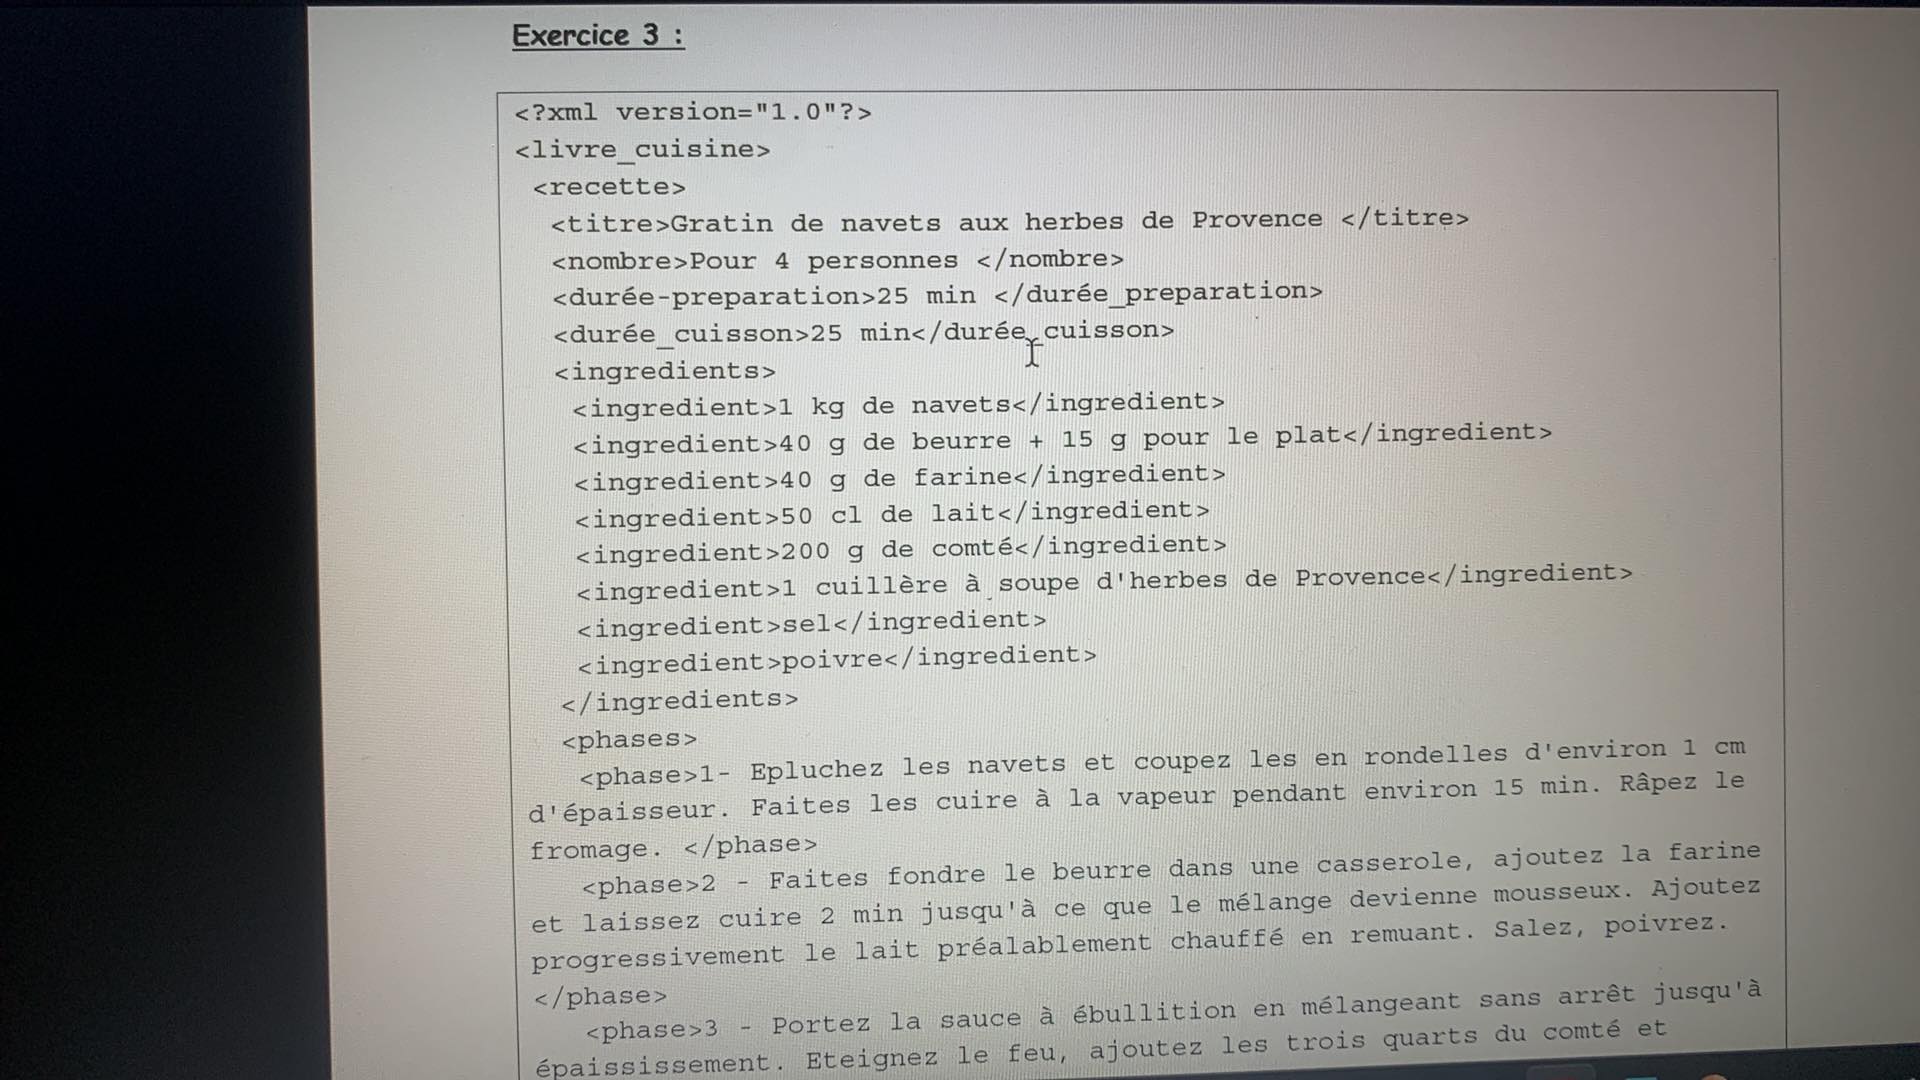 Exercice 3 :
<?xml version="1.0"?>
<livre_cuisine>
<recette>
<titre>Gratin de navets aux herbes de Provence </titre>
<nombre>Pour 4 personnes </nombre>
<durée-preparation>25 min </durée_preparation>
<durée_cuisson>25 min</durée_cuisson>
<ingredients>
<ingredient>1 kg de navets</ingredient>
<ingredient>40 g de beurre + 15 g pour le plat</ingredient>
<ingredient>40 g de farine</ingredient>
<ingredient>50 cl de lait</ingredient>
<ingredient>200 g de comté</ingredient>
<ingredient>1 cuillère à soupe d'herbes de Provence</ingredient>
<ingredient>sel</ingredient>
<ingredient>poivre</ingredient>
</ingredients>
<phases>
<phase>1- Epluchez les navets et coupez les en rondelles d'environ 1 cm
d'épaisseur. Faites les cuire à la vapeur pendant environ 15 min. Râpez le
fromage. </phase>
<phase>2 - Faites fondre le beurre dans une casserole, ajoutez la farine
et laissez cuire 2 min jusqu'à ce que le mélange devienne mousseux. Ajoutez
progressivement le lait préalablement chauffé en remuant. Salez, poivrez.
</phase>
<phase>3 - Portez la sauce à ébullition en mélangeant sans arrêt jusqu'à
épaississement. Eteignez le feu, ajoutez les trois quarts du comté et